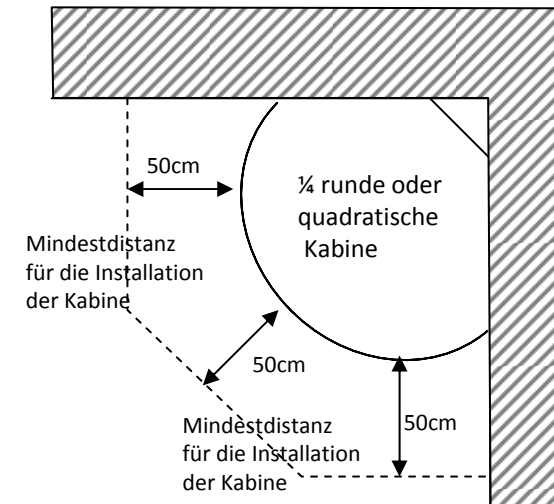 50cm
¼ runde oder
quadratische
Kabine
Mindestdistanz
für die Installation
der Kabine
50cm
50cm
Mindestdistanz
für die Installation
der Kabine